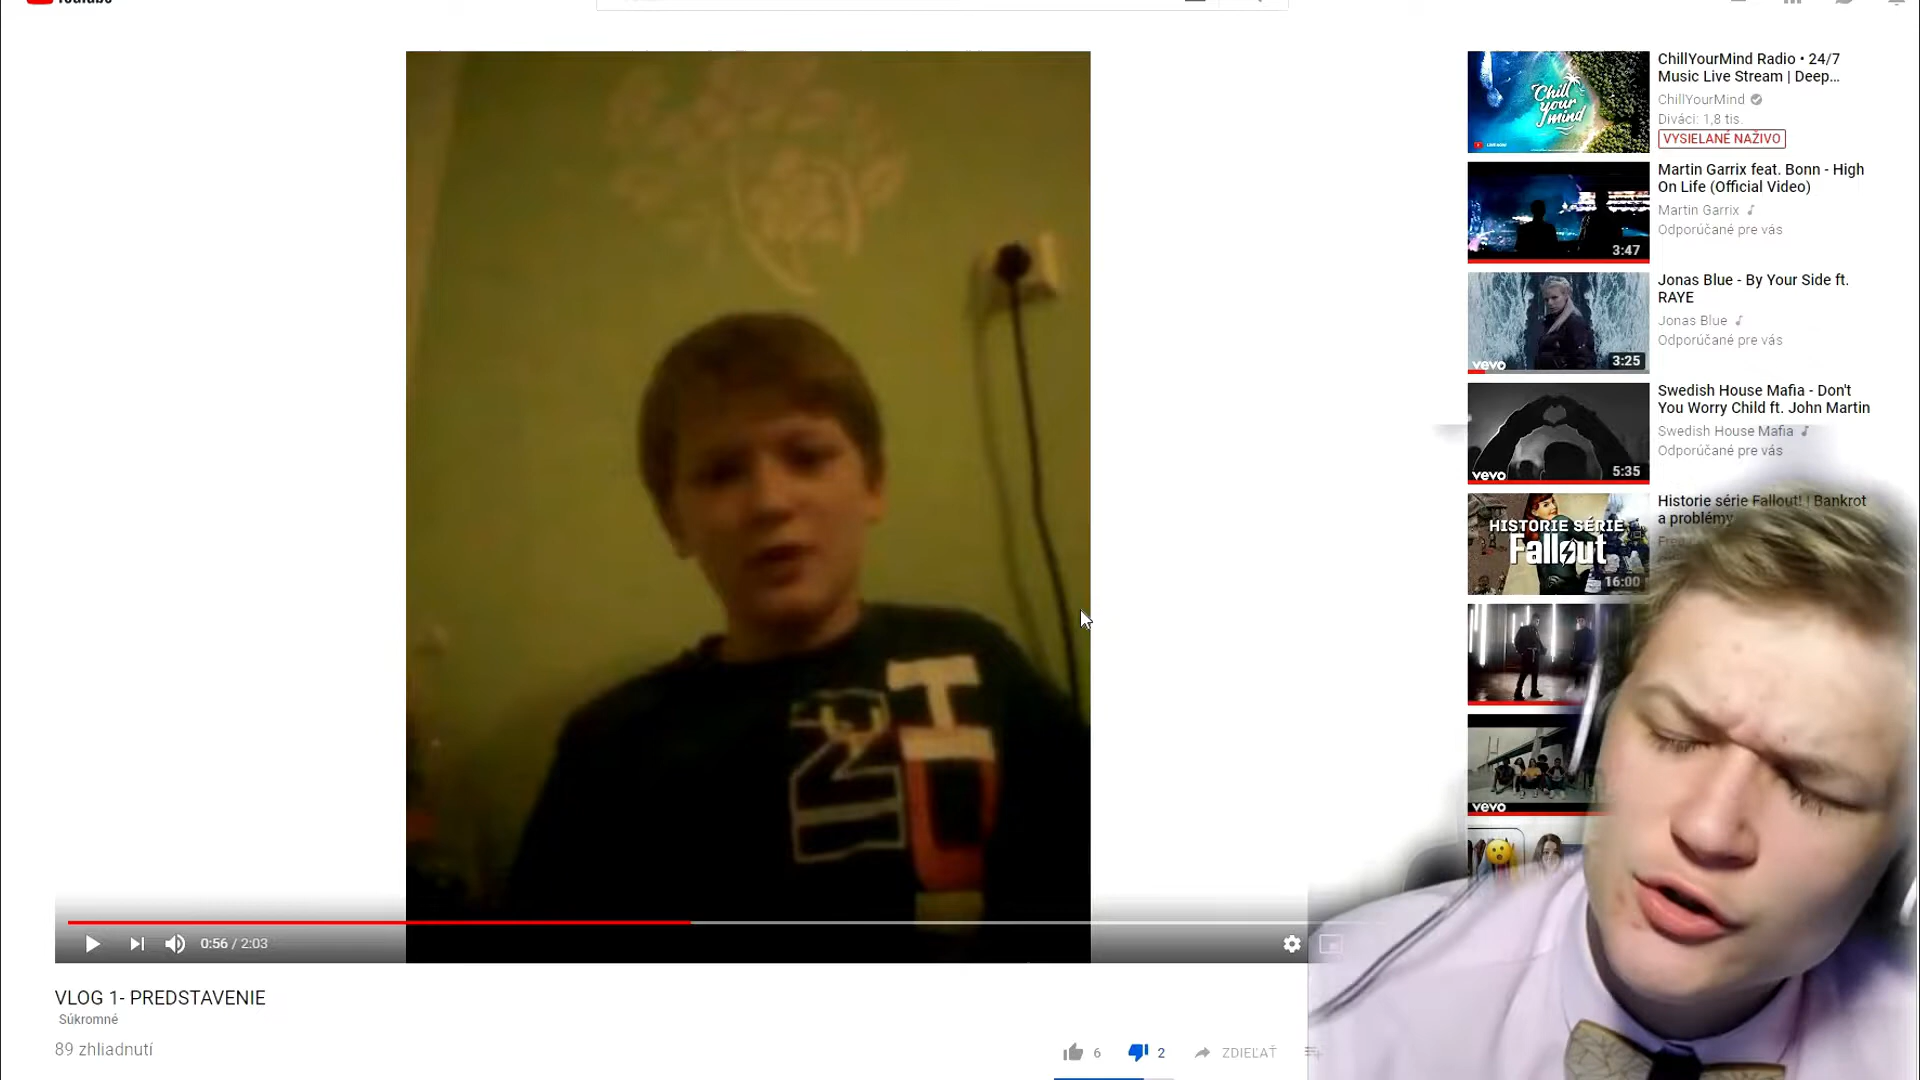 YouTube
ChillYourMind Radio • 24/7
Music Live Stream | Deep...
ChillYourMind
Diváci: 1,8 tis.
VYSIELANÉ NAŽIVO
Chill
your
mind
Martin Garrix feat. Bonn - High
On Life (Official Video)
Martin Garrix
Odporúčané pre vás
3:47
Jonas Blue - By Your Side ft.
RAYE
Jonas Blue
Odporúčané pre vás
vevo
3:25
Swedish House Mafia - Don't
You Worry Child ft. John Martin
Swedish House Mafia
Odporúčané pre vás
vevo
5:35
Historie série Fallout! | Bankrot
a problémy
HISTORIE SÉRIE
Fallout
16:00
vevo
0:56 / 2:03
VLOG 1- PREDSTAVENIE
Súkromné
89 zhliadnutí
6
2
ZDIEĽAŤ